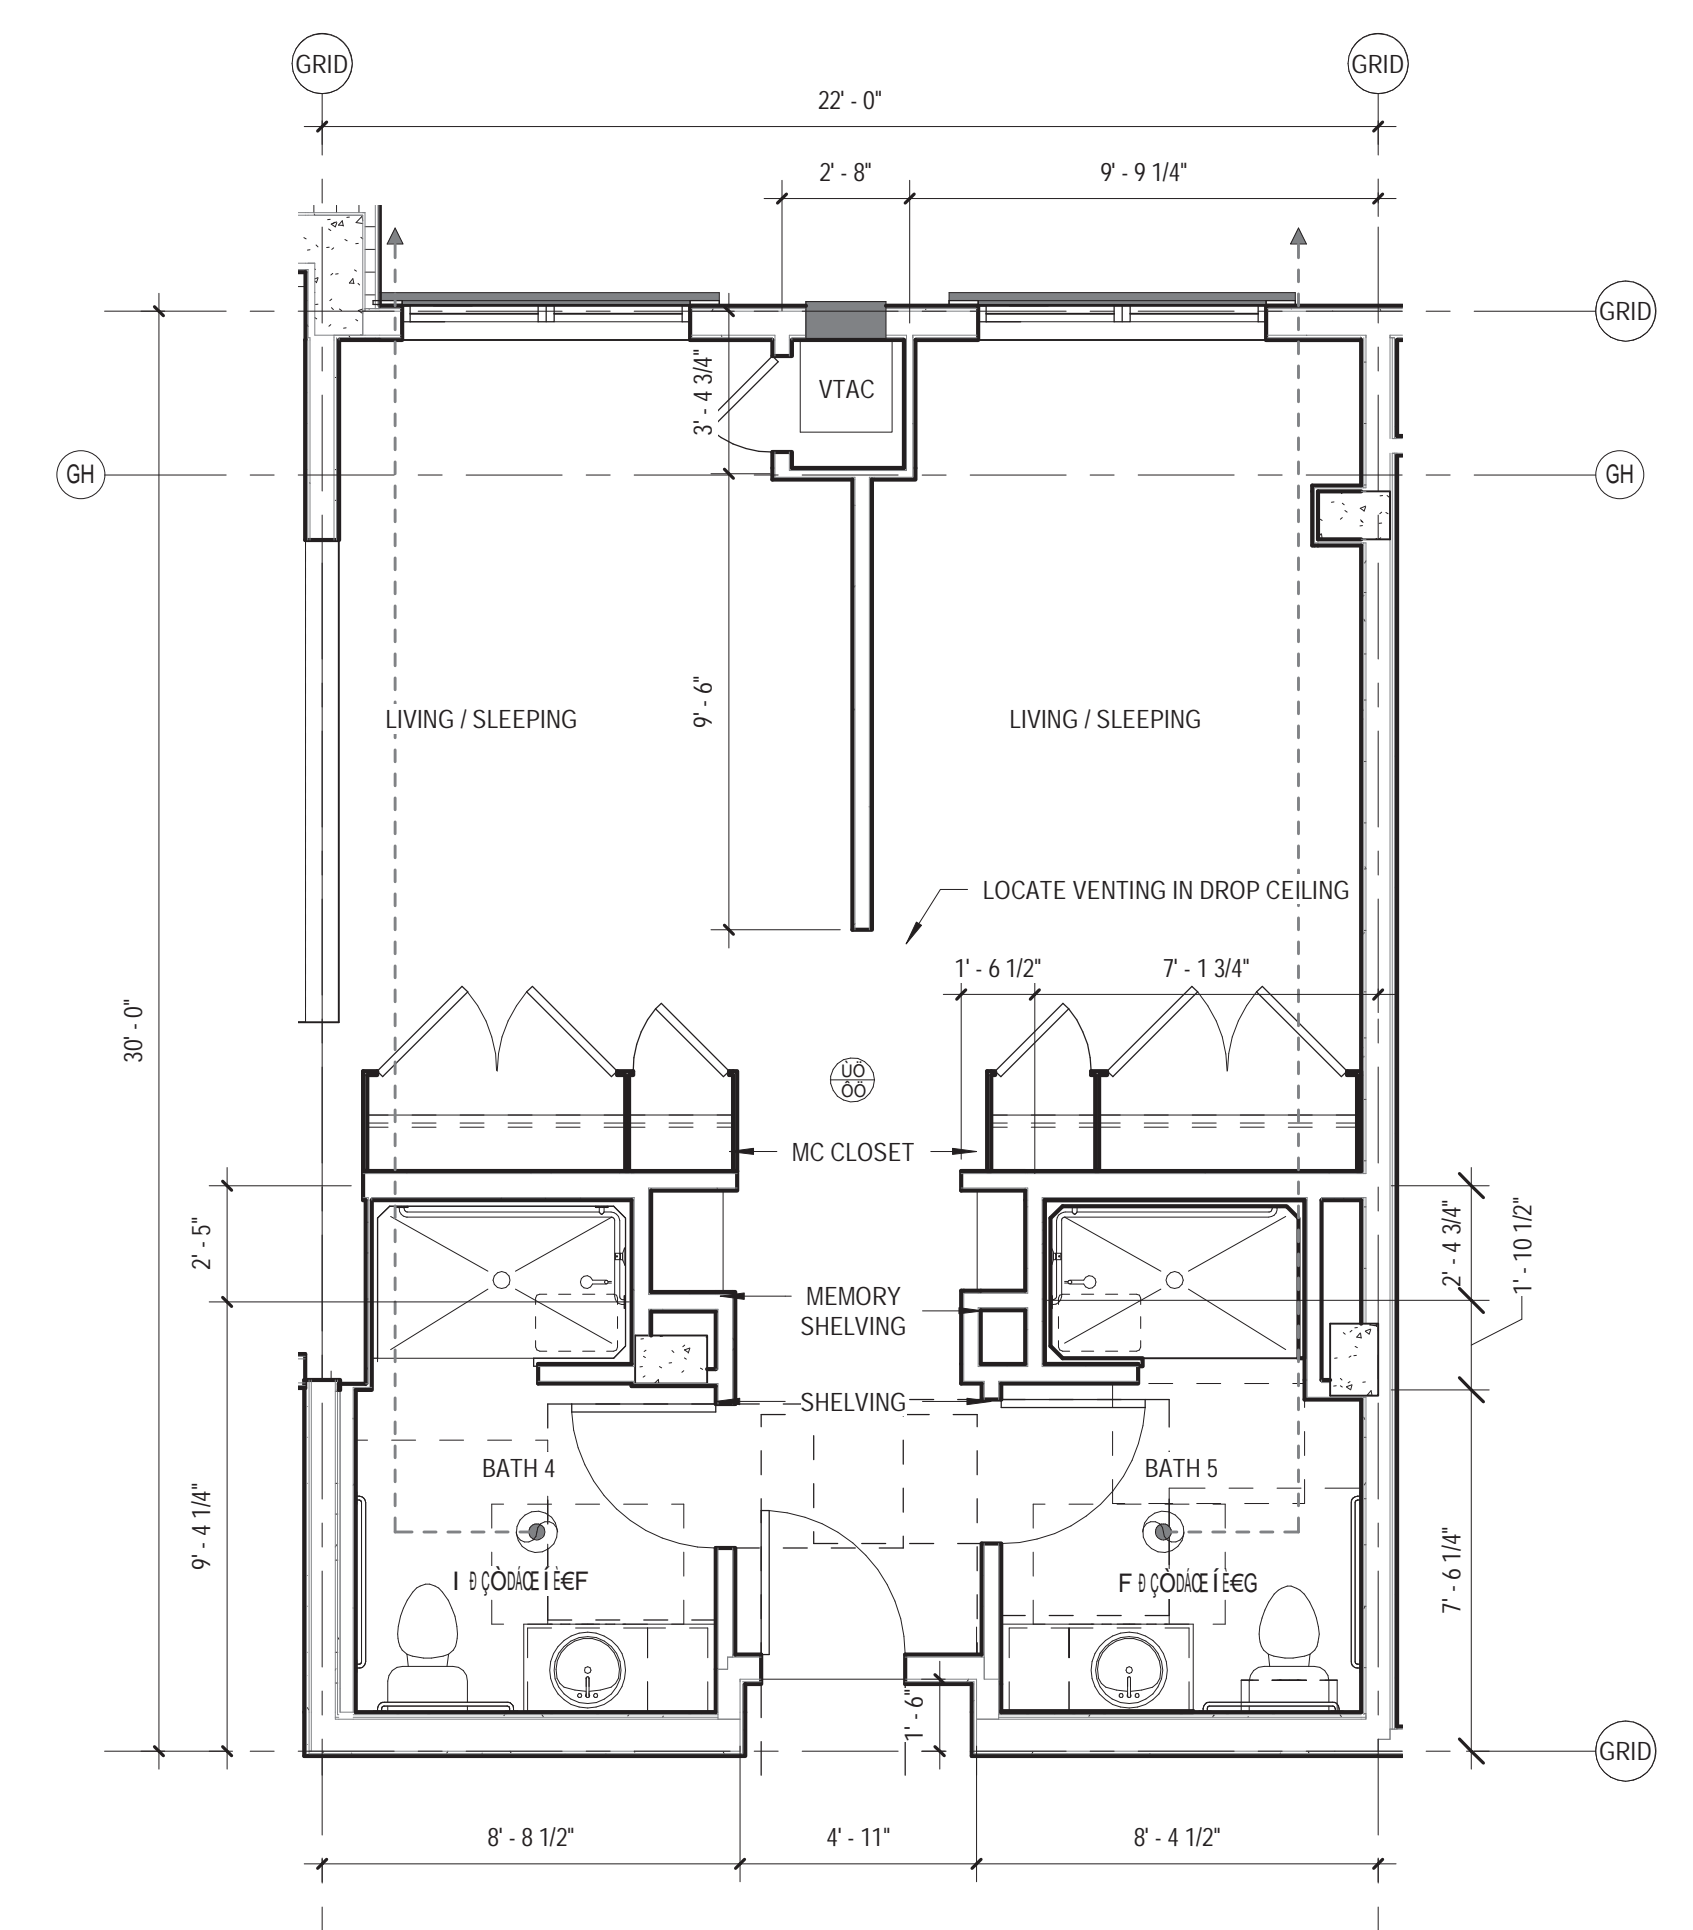 GRID
GRID
22' - 0"
2' - 8"
9' - 9 1/4"
GRID
3' - 4 3/4"
VTAC
GH
GH
9' - 6"
LIVING / SLEEPING
LIVING / SLEEPING
LOCATE VENTING IN DROP CEILING
1' - 6 1/2"
7' - 1 3/4"
30' - 0"
ÙÖ
ÔÖ
MC CLOSET
2' - 5"
2' - 4 3/4"
1' - 10 1/2"
MEMORY
SHELVING
SHELVING
BATH 4
BATH 5
9' - 4 1/4"
7' - 6 1/4"
1' - 6"
GRID
8' - 8 1/2"
4' - 11"
8' - 4 1/2"